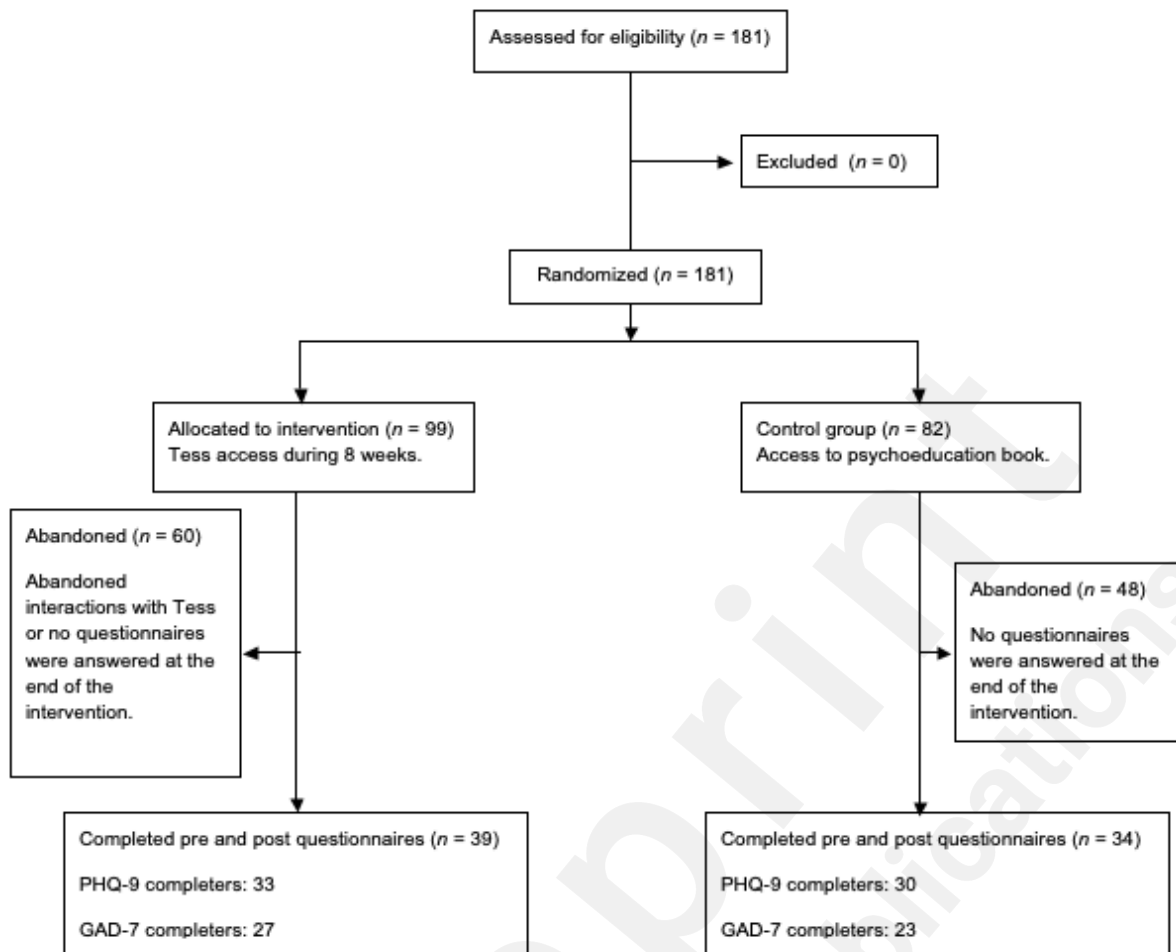 Assessed for eligibility (n = 181)
Excluded (n = 0)
Randomized (n = 181)
Allocated to intervention (n = 99)
Tess access during 8 weeks.
Control group (n = 82)
Access to psychoeducation book.
Abandoned (n = 60)
Abandoned
interactions with Tess
or no questionnaires
were answered at the
end of the
intervention.
Abandoned (n = 48)
No questionnaires
were answered at the
end of the
intervention.
Completed pre and post questionnaires (n = 39)
PHQ-9 completers: 33
GAD-7 completers: 27
Completed pre and post questionnaires (n = 34)
PHQ-9 completers: 30
GAD-7 completers: 23
print
plications